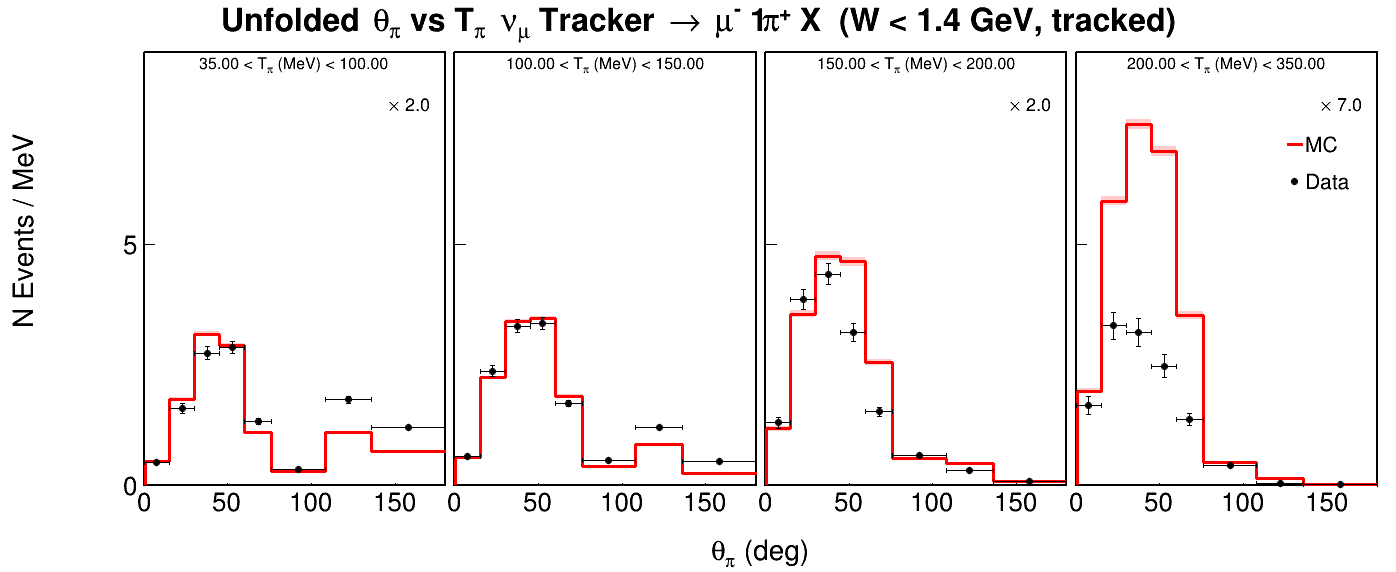 Unfolded θπ vs Tπ νμ Tracker → μ⁻ 1π⁺ X (W < 1.4 GeV, tracked)
35.00 < Tπ (MeV) < 100.00
100.00 < Tπ (MeV) < 150.00
150.00 < Tπ (MeV) < 200.00
200.00 < Tπ (MeV) < 350.00
× 2.0
× 2.0
× 7.0
MC
Data
N Events / MeV
5
0
0 50 100 150
0 50 100 150
0 50 100 150
0 50 100 150
θπ (deg)